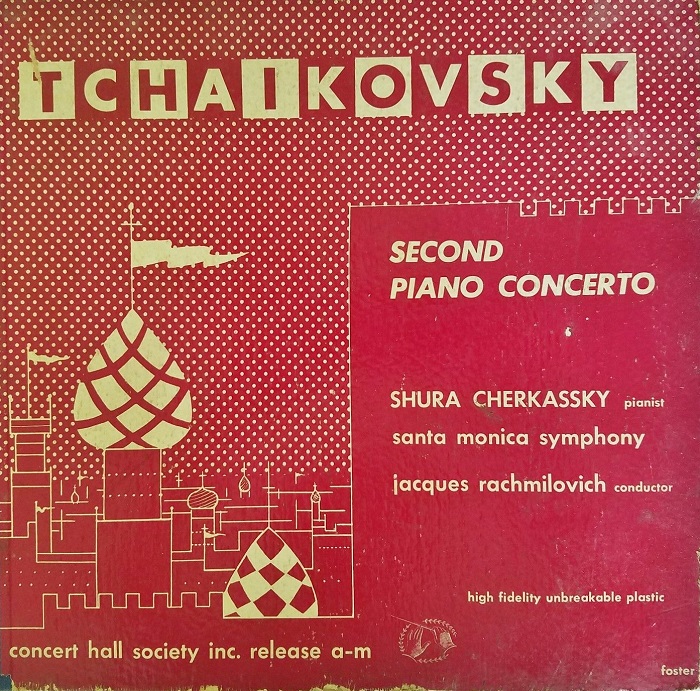 TCHAIKOVSKY
SECOND
PIANO CONCERTO
SHURA CHERKASSKY pianist
santa monica symphony
jacques rachmilovich conductor
high fidelity unbreakable plastic
concert hall society inc. release a-m
foster